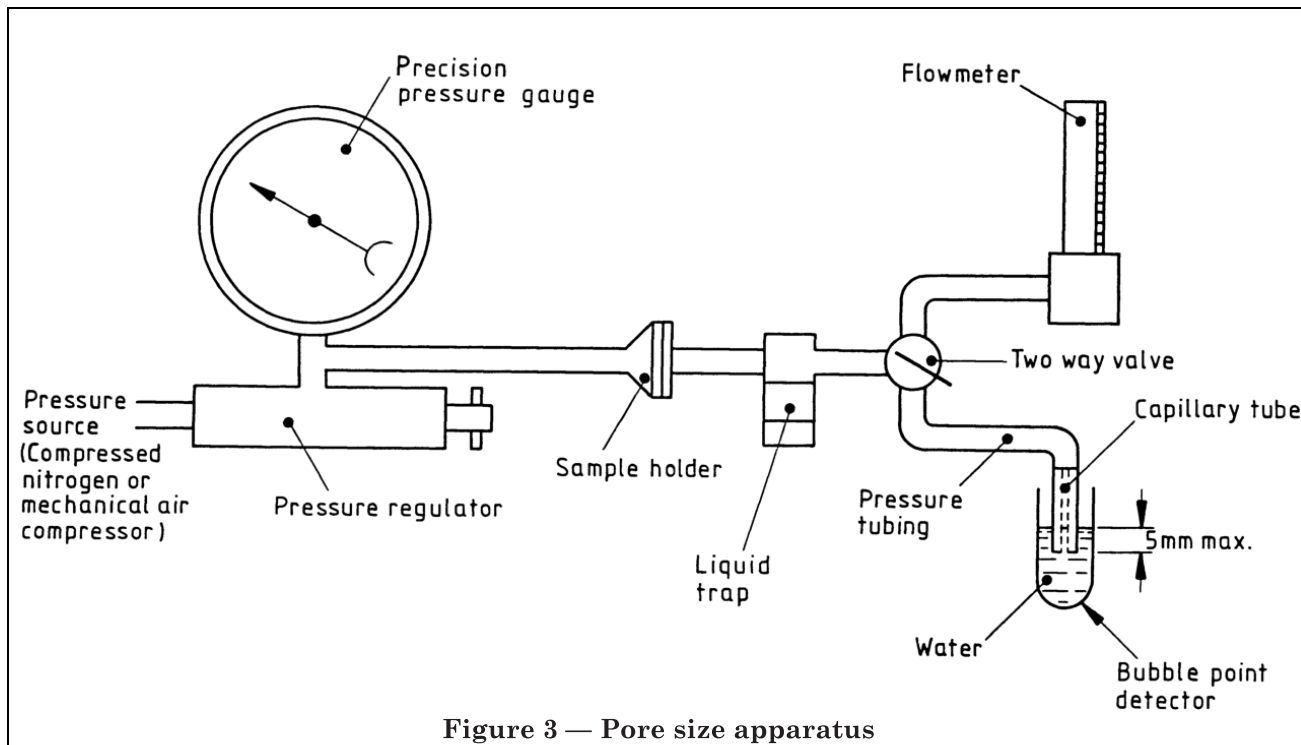 Precision
pressure gauge
Flowmeter
Two way valve
Capillary tube
Pressure
source
(Compressed
nitrogen or
mechanical air
compressor)
Pressure regulator
Sample holder
Liquid
trap
Pressure
tubing
5mm max.
Water
Bubble point
detector
Figure 3 — Pore size apparatus